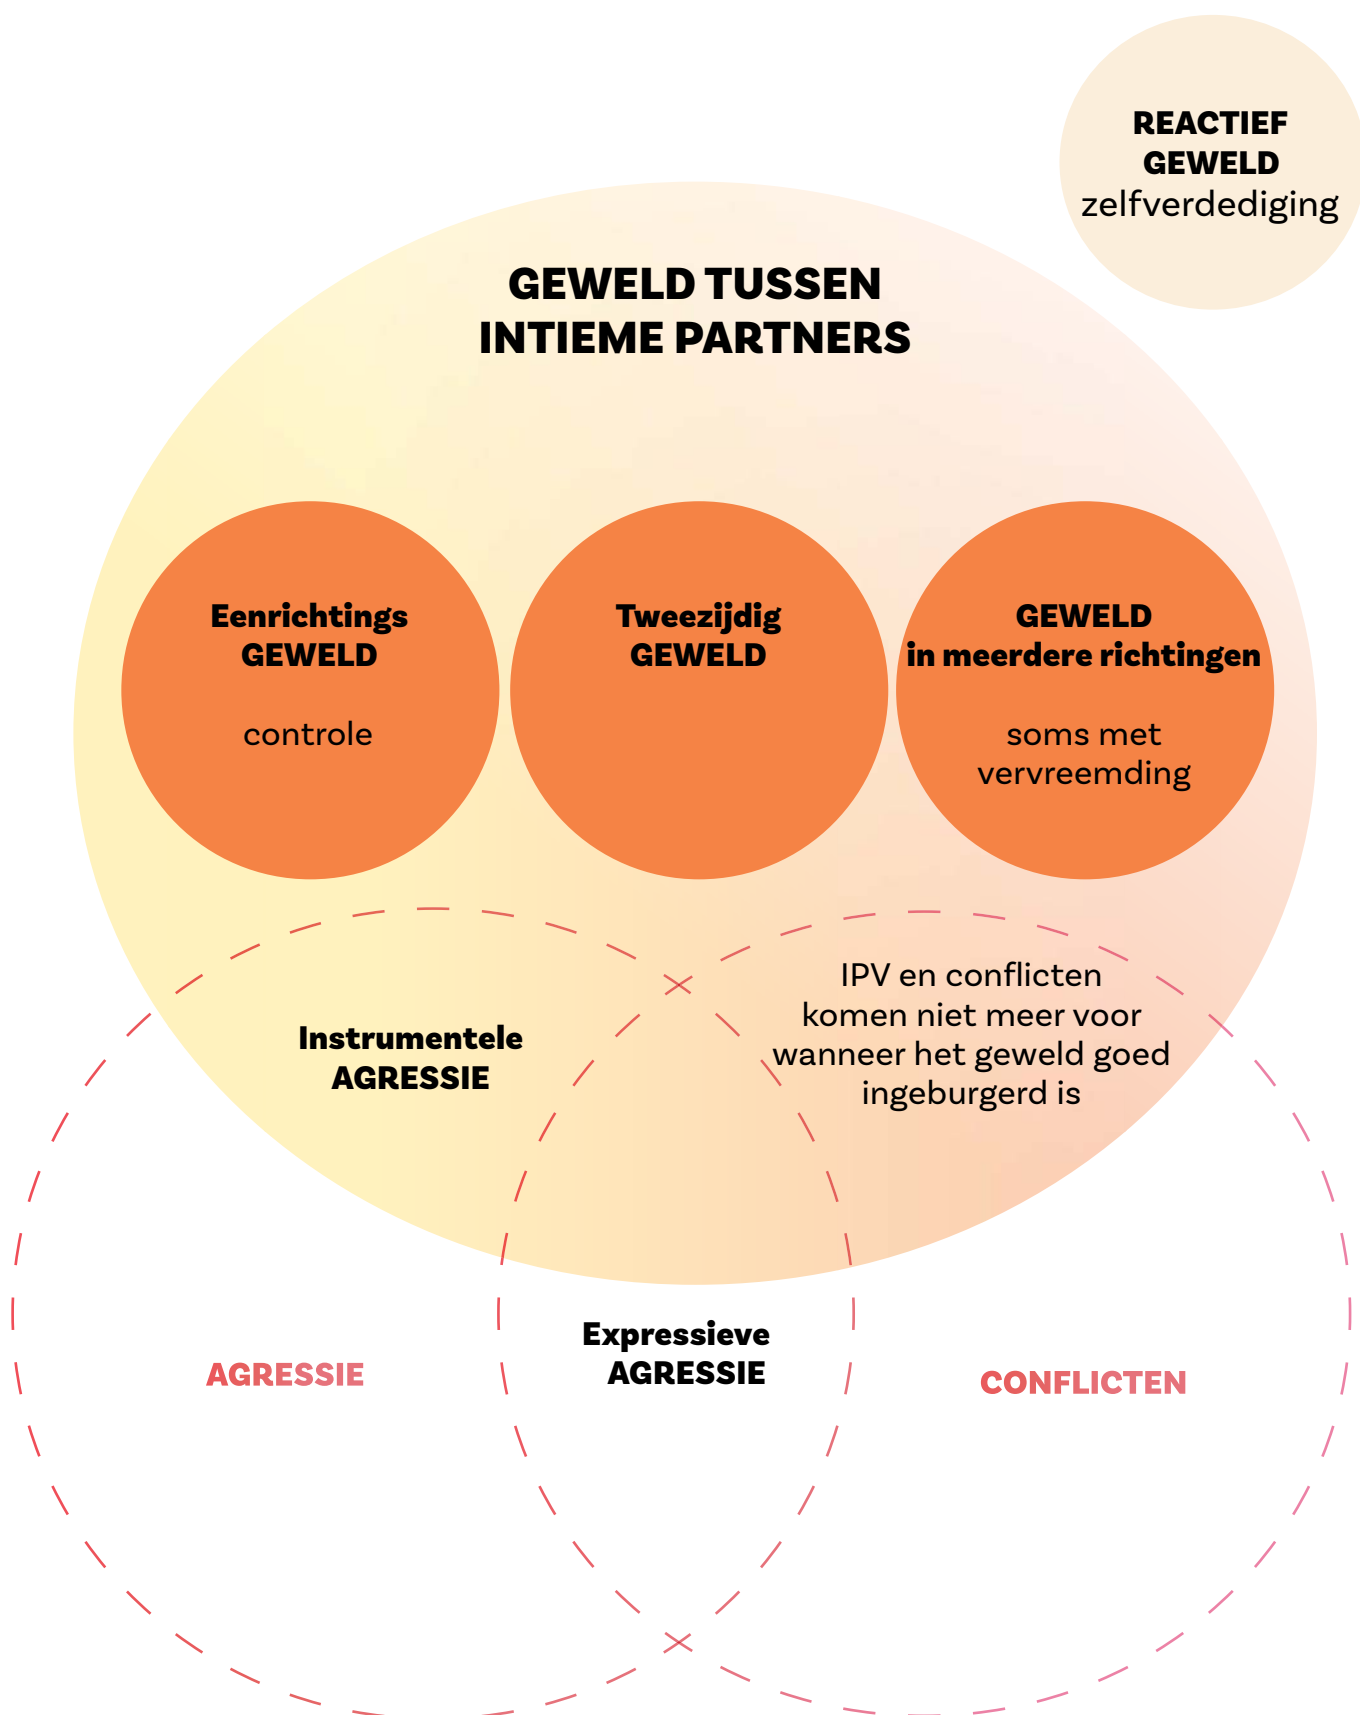 REACTIEF
GEWELD
zelfverdediging
GEWELD TUSSEN
INTIEME PARTNERS
Eenrichtings
GEWELD
controle
Tweezijdig
GEWELD
GEWELD
in meerdere richtingen
soms met
vervreemding
Instrumentele
AGRESSIE
IPV en conflicten
komen niet meer voor
wanneer het geweld goed
ingeburgerd is
AGRESSIE
Expressieve
AGRESSIE
CONFLICTEN